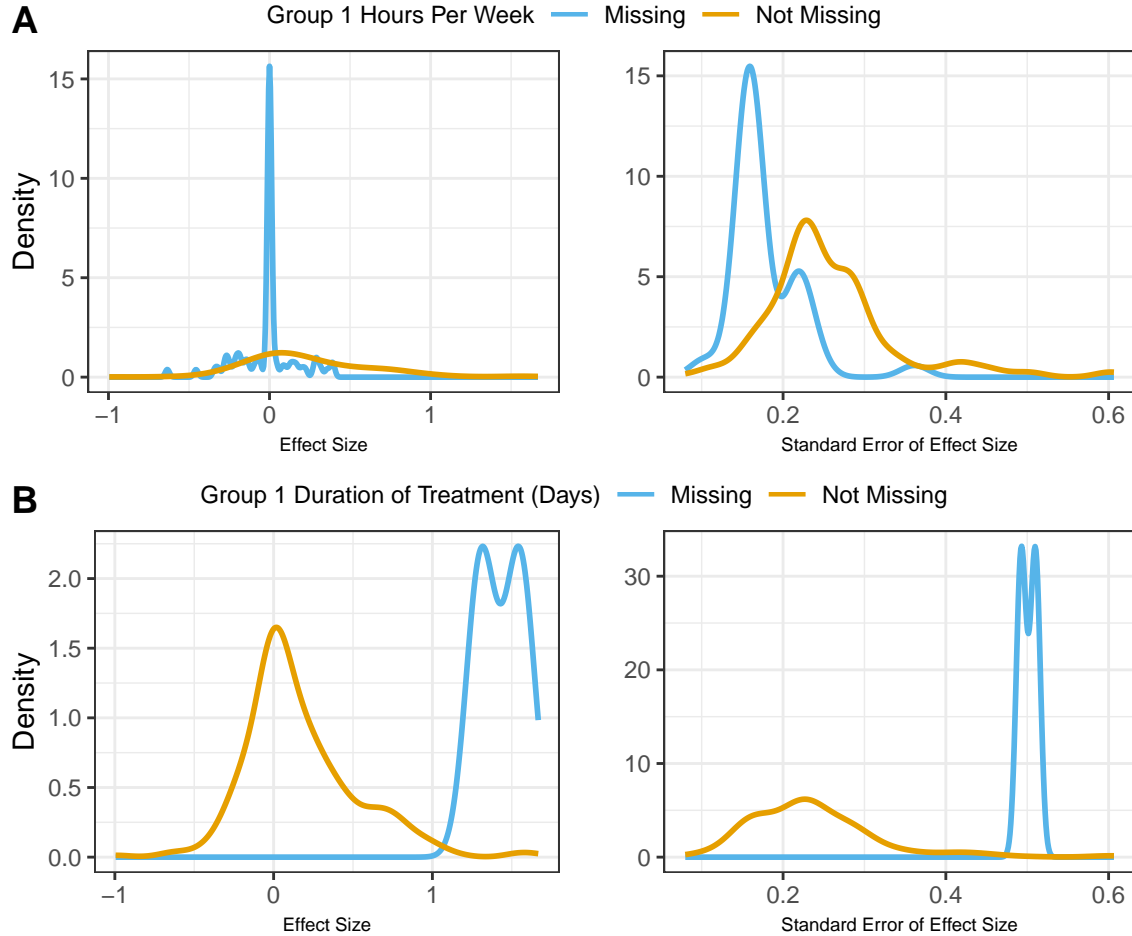 A Group 1 Hours Per Week Missing Not Missing
Density
15
10
5
0
−1 0 1
Effect Size
15
10
5
0
0.2 0.4 0.6
Standard Error of Effect Size
B Group 1 Duration of Treatment (Days) Missing Not Missing
Density
2.0
1.5
1.0
0.5
0.0
−1 0 1
Effect Size
30
20
10
0
0.2 0.4 0.6
Standard Error of Effect Size